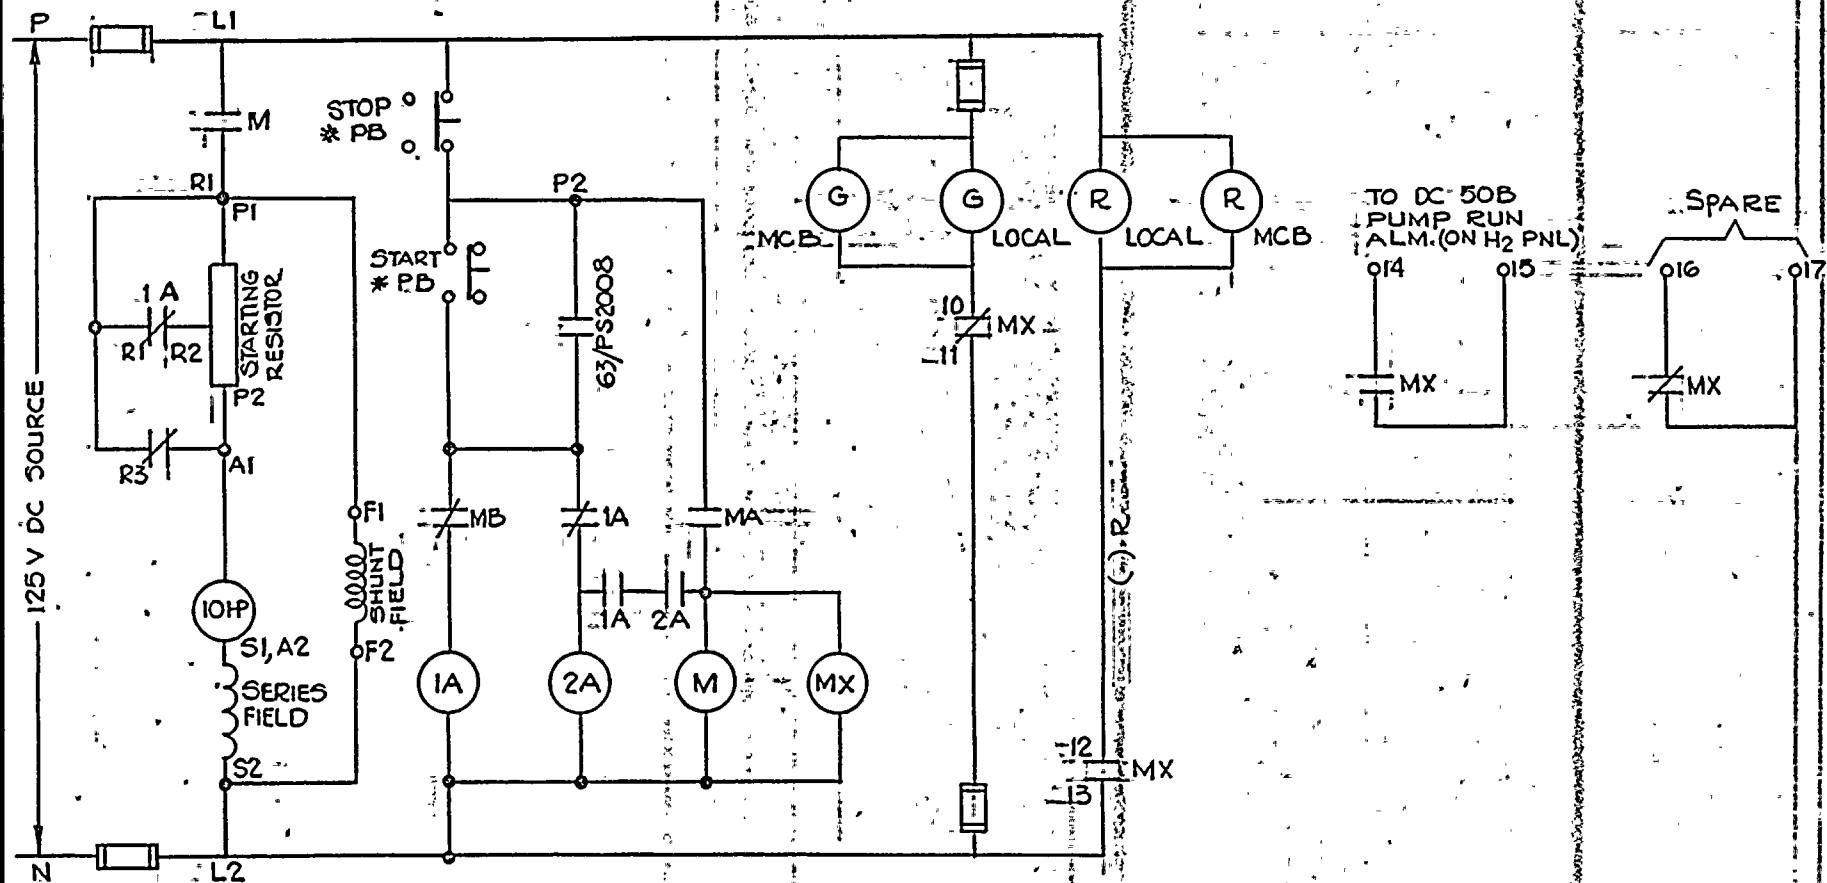 P
L1
M
R1
P1
1A
R1
R2
STARTING
RESISTOR
P2
R3
A1
125 V DC SOURCE
10HP
S1, A2
SERIES
FIELD
S2
F1
SHUNT
FIELD
F2
N
L2
STOP
* PB
START
* PB
P2
63/PS2008
MB
1A
MA
1A
2A
1A
2A
M
MX
G
MCB
G
LOCAL
R
LOCAL
R
MCB
10
MX
11
R
12
MX
13
TO DC 50B
PUMP RUN
ALM. (ON H2 PNL)
14
15
MX
SPARE
16
17
MX